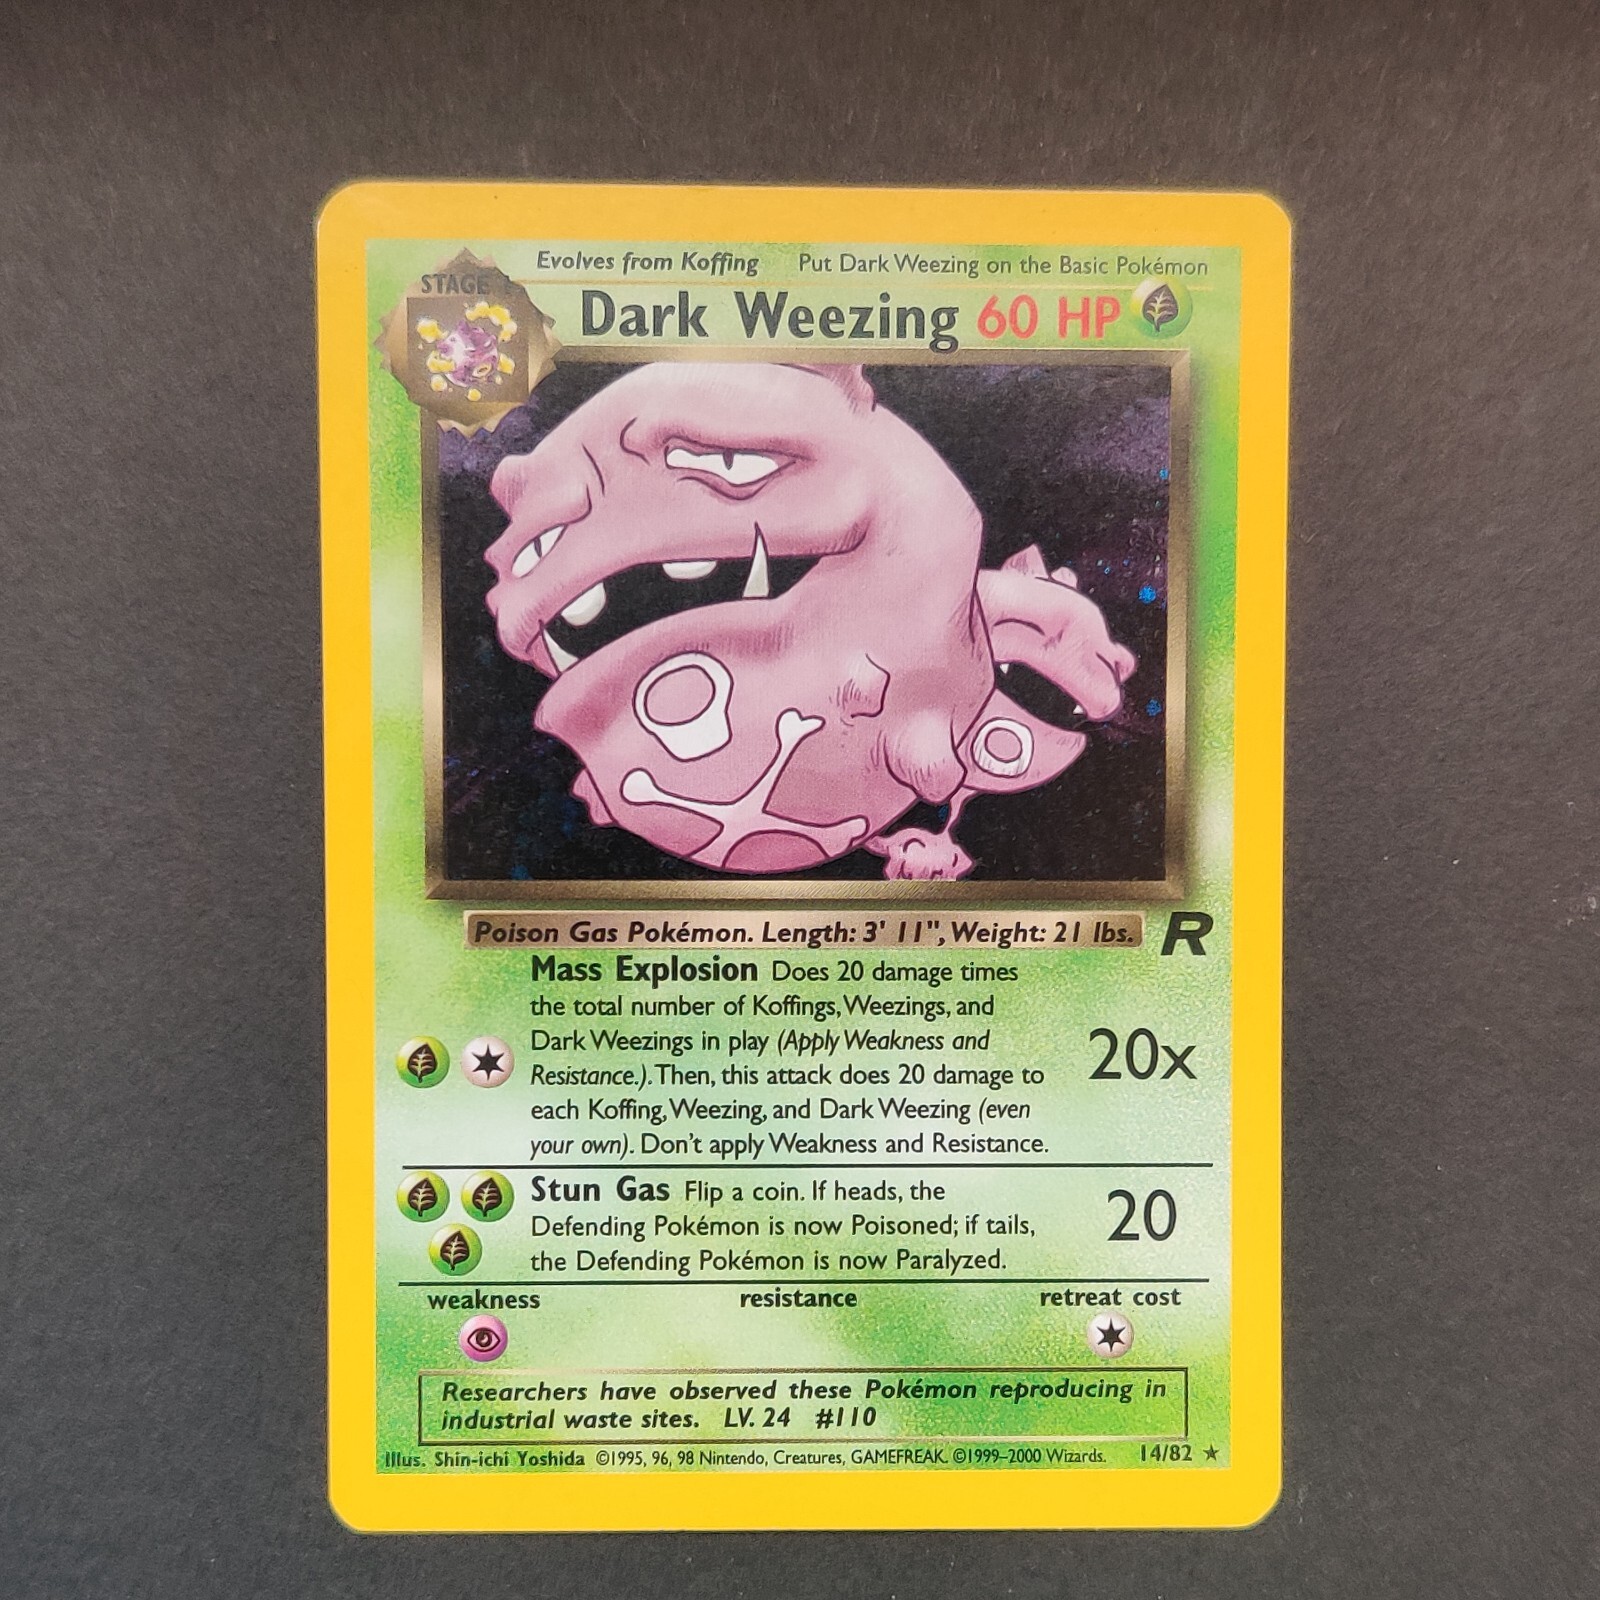 Evolves from Koffing Put Dark Weezing on the Basic Pokémon
STAGE
Dark Weezing 60 HP
Poison Gas Pokémon. Length: 3' 11", Weight: 21 lbs.
R
Mass Explosion Does 20 damage times
the total number of Koffings, Weezings, and
Dark Weezings in play (Apply Weakness and
Resistance.). Then, this attack does 20 damage to
each Koffing, Weezing, and Dark Weezing (even
your own). Don't apply Weakness and Resistance.
20x
Stun Gas Flip a coin. If heads, the
Defending Pokémon is now Poisoned; if tails,
the Defending Pokémon is now Paralyzed.
20
weakness resistance retreat cost
Researchers have observed these Pokémon reproducing in
industrial waste sites. LV. 24 #110
Illus. Shin-ichi Yoshida ©1995, 96, 98 Nintendo, Creatures, GAMEFREAK. ©1999–2000 Wizards. 14/82 ★